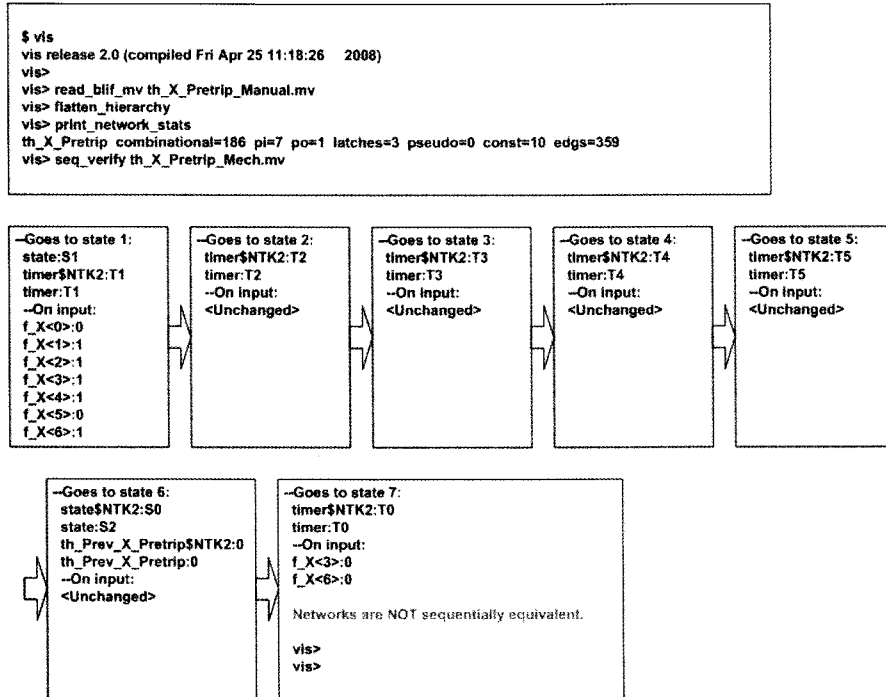 $ vis
vis release 2.0 (compiled Fri Apr 25 11:18:26 2008)
vis>
vis> read_blif_mv th_X_Pretrip_Manual.mv
vis> flatten_hierarchy
vis> print_network_stats
th_X_Pretrip combinational=186 pi=7 po=1 latches=3 pseudo=0 const=10 edgs=359
vis> seq_verify th_X_Pretrip_Mech.mv
--Goes to state 1:
state:S1
timer$NTK2:T1
timer:T1
--On input:
f_X<0>:0
f_X<1>:1
f_X<2>:1
f_X<3>:1
f_X<4>:1
f_X<5>:0
f_X<6>:1
--Goes to state 2:
timer$NTK2:T2
timer:T2
--On input:
<Unchanged>
--Goes to state 3:
timer$NTK2:T3
timer:T3
--On input:
<Unchanged>
--Goes to state 4:
timer$NTK2:T4
timer:T4
--On input:
<Unchanged>
--Goes to state 5:
timer$NTK2:T5
timer:T5
--On input:
<Unchanged>
--Goes to state 6:
state$NTK2:S0
state:S2
th_Prev_X_Pretrip$NTK2:0
th_Prev_X_Pretrip:0
--On input:
<Unchanged>
--Goes to state 7:
timer$NTK2:T0
timer:T0
--On input:
f_X<3>:0
f_X<6>:0
Networks are NOT sequentially equivalent.
vis>
vis>